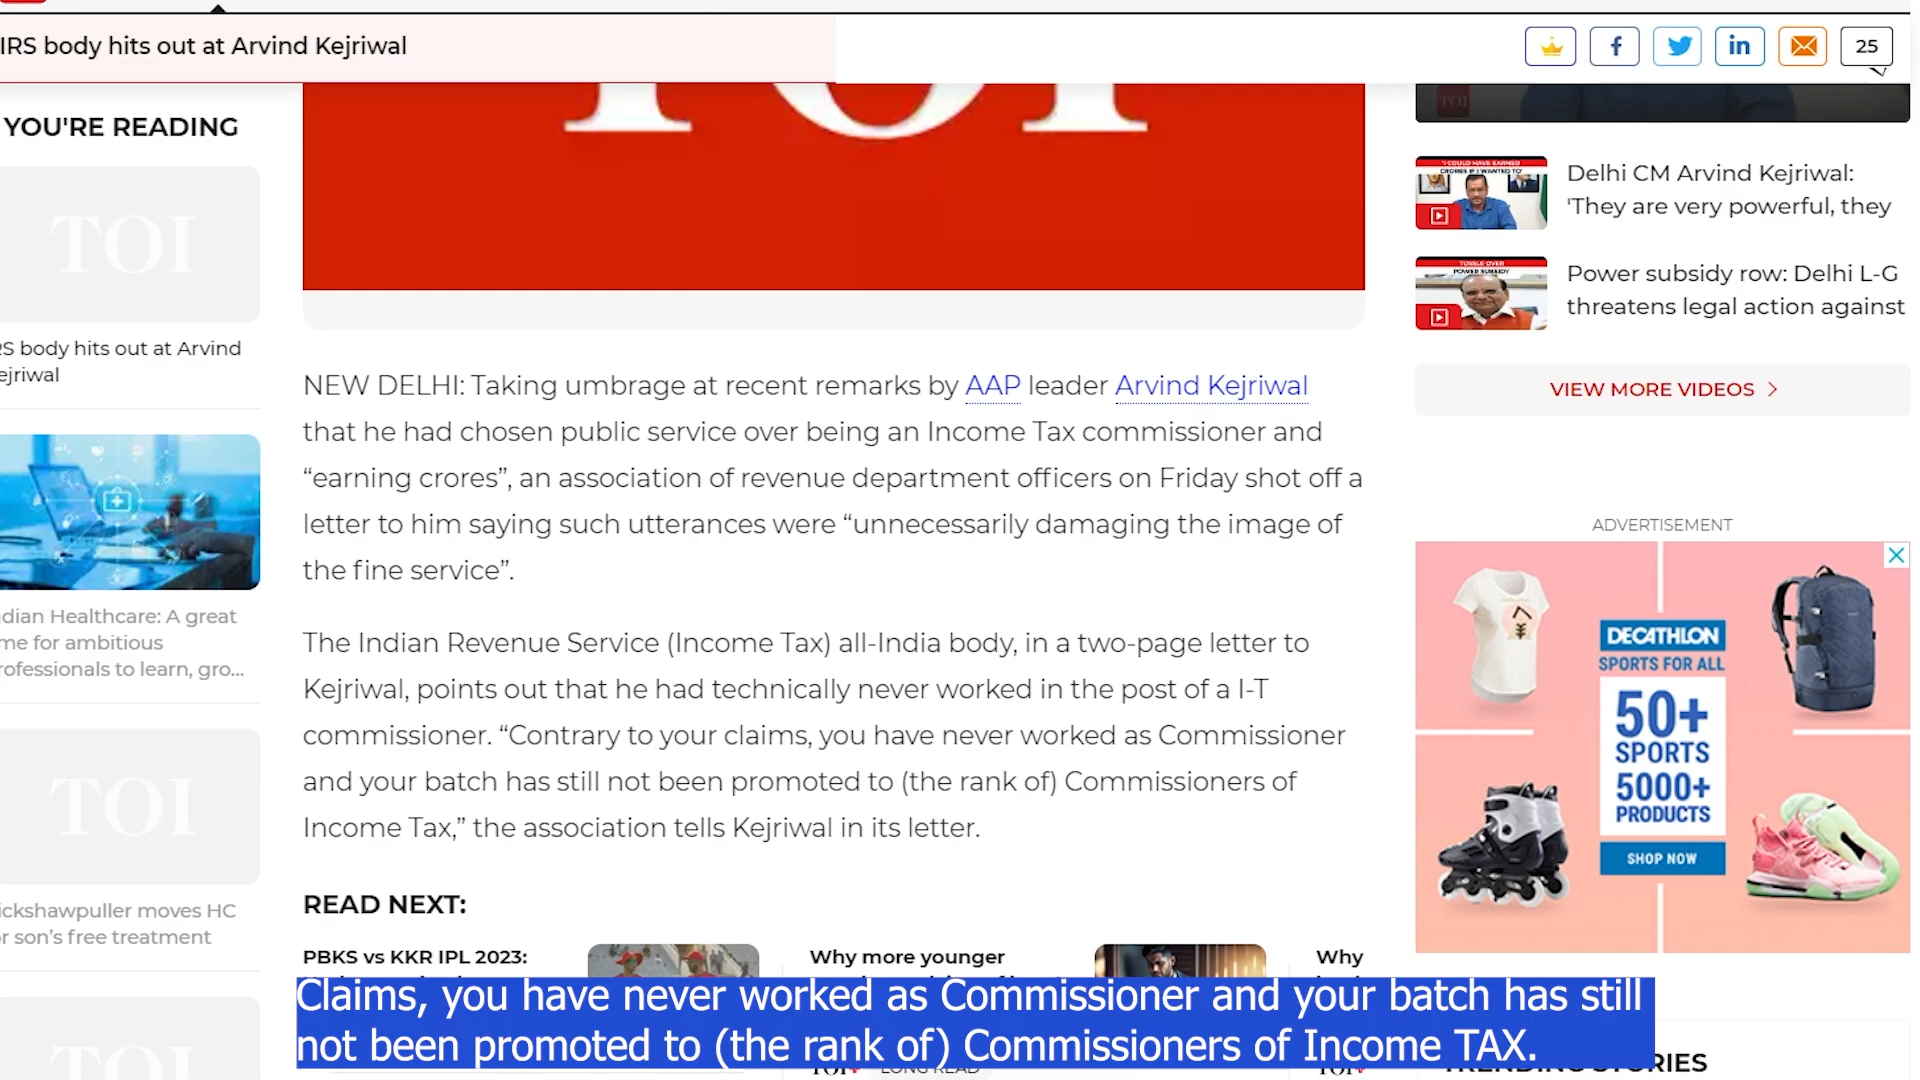 IRS body hits out at Arvind Kejriwal
25
YOU'RE READING
TOI
TOI
TOI
Delhi CM Arvind Kejriwal:
'They are very powerful, they
TUSSLE OVER
POWER SUBSIDY
Power subsidy row: Delhi L-G
threatens legal action against
VIEW MORE VIDEOS
body hits out at Arvind
NEW DELHI: Taking umbrage at recent remarks by AAP leader Arvind Kejriwal
that he had chosen public service over being an Income Tax commissioner and
“earning crores”, an association of revenue department officers on Friday shot off a
letter to him saying such utterances were “unnecessarily damaging the image of
the fine service”.
ADVERTISEMENT
The Indian Revenue Service (Income Tax) all-India body, in a two-page letter to
Kejriwal, points out that he had technically never worked in the post of a I-T
commissioner. “Contrary to your claims, you have never worked as Commissioner
and your batch has still not been promoted to (the rank of) Commissioners of
Income Tax,” the association tells Kejriwal in its letter.
Healthcare: A great
for ambitious
to learn, gro...
TOI
DECATHLON
SPORTS FOR ALL
50+
SPORTS
5000+
PRODUCTS
SHOP NOW
moves HC
son's free treatment
TOI
READ NEXT:
PBKS vs KKR IPL 2023:
Why more younger
Why
Claims, you have never worked as Commissioner and your batch has still
not been promoted to (the rank of) Commissioners of Income TAX.
LONG READ